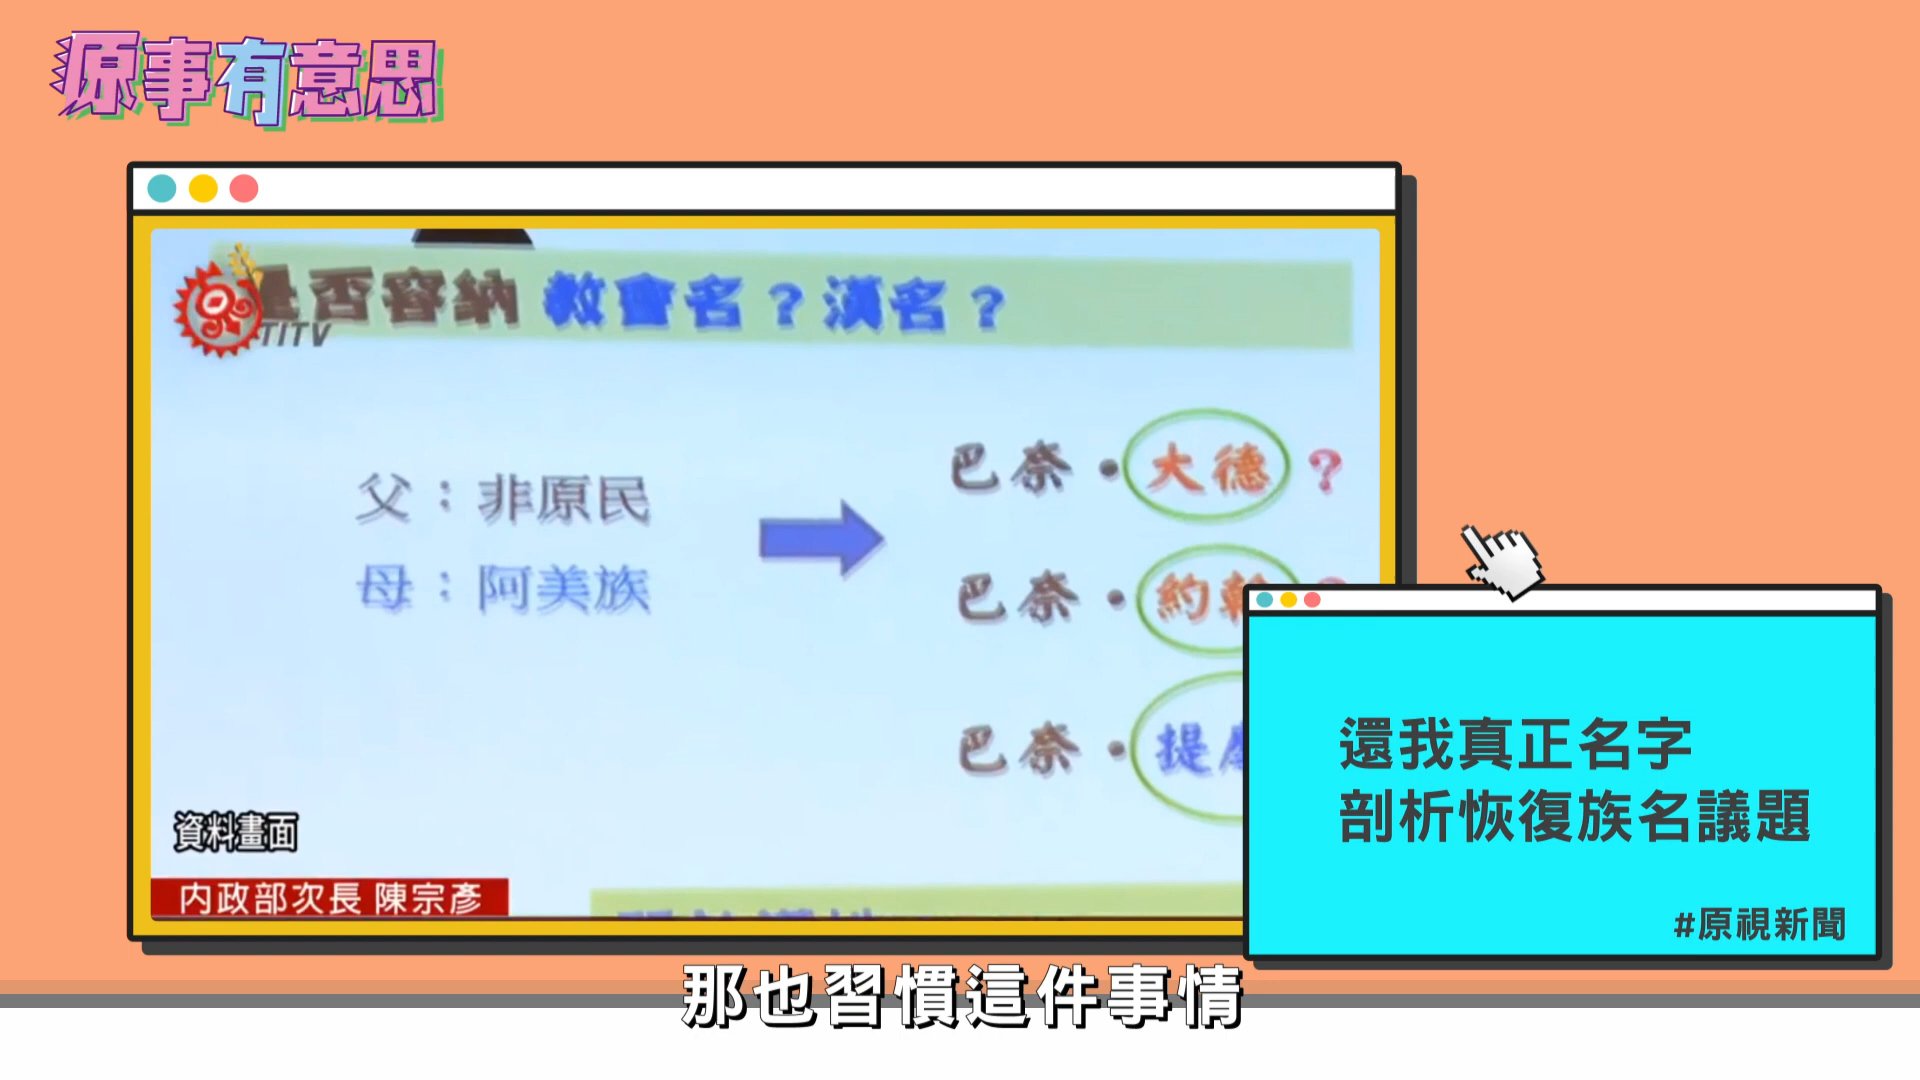 原事有意思
是否容納 教會名？漢名？
TITV
父：非原民
母：阿美族
巴奈・大德？
巴奈・約翰？
巴奈・提
資料畫面
內政部次長 陳宗彥
還我真正名字
剖析恢復族名議題
#原視新聞
那也習慣這件事情